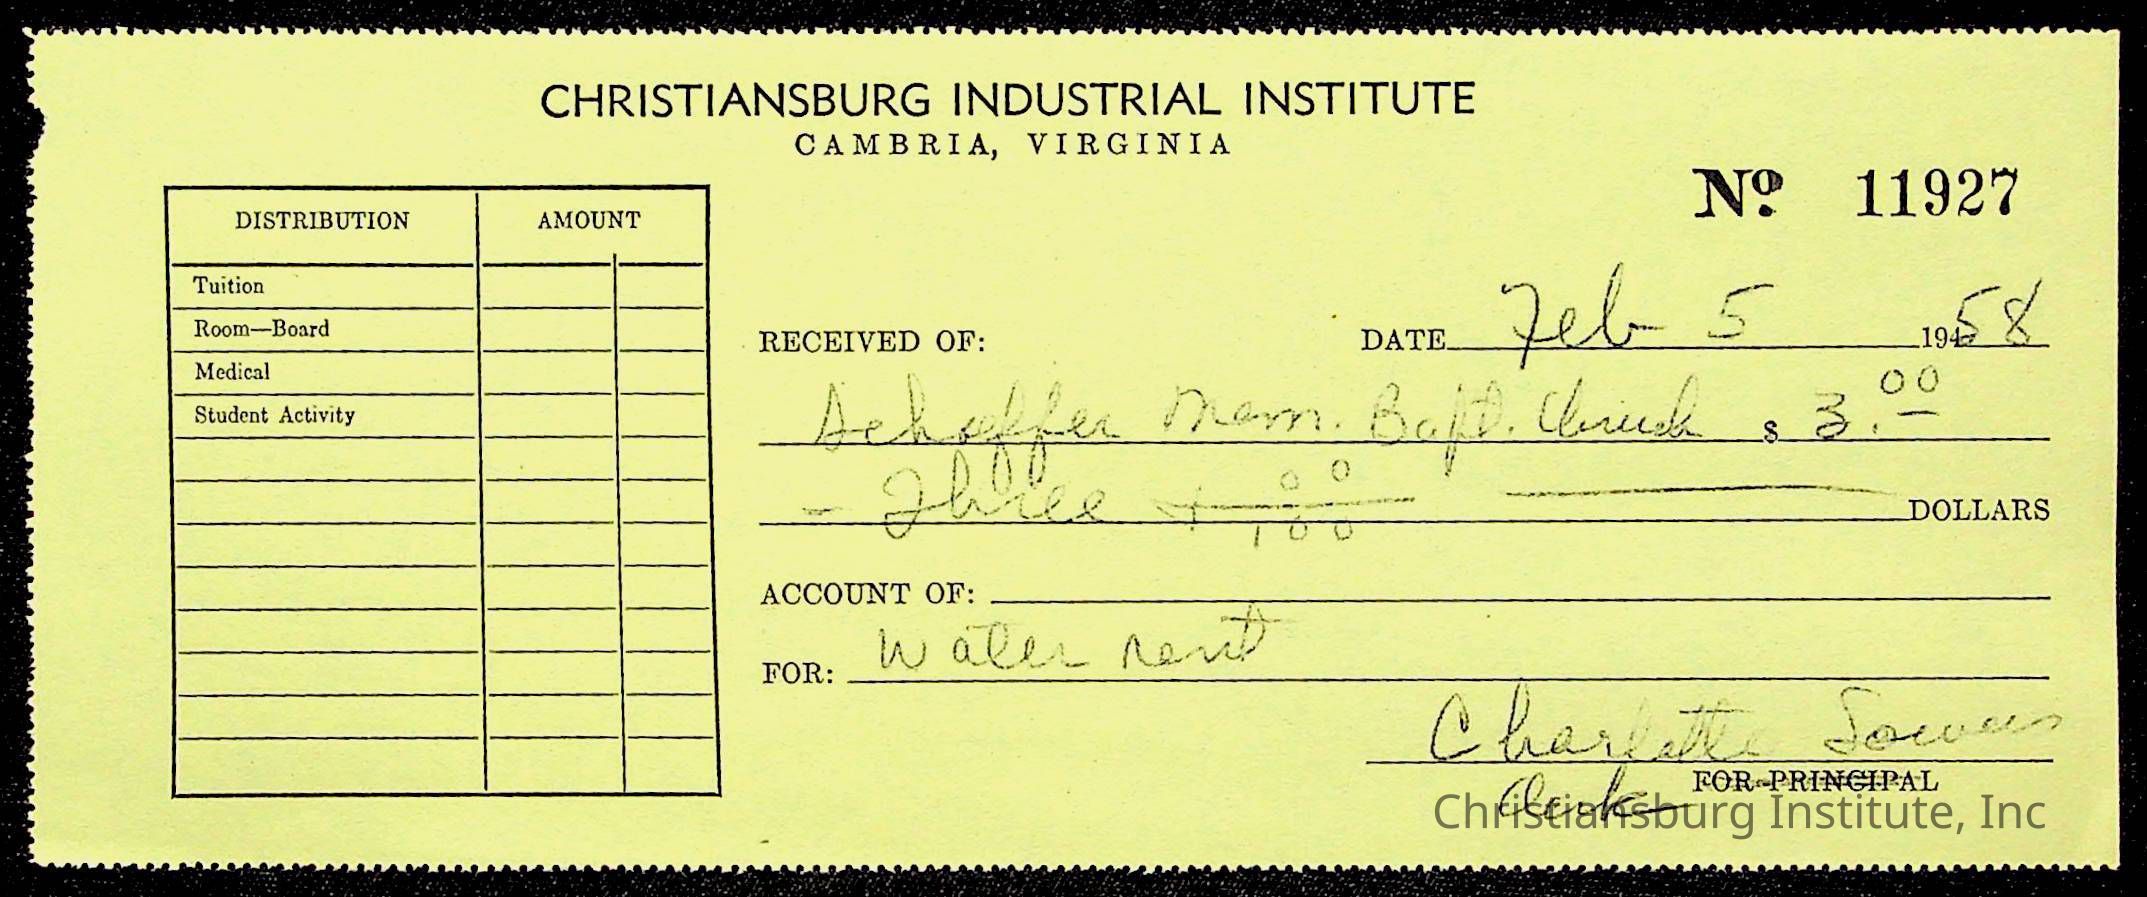 CHRISTIANSBURG INDUSTRIAL INSTITUTE
CAMBRIA, VIRGINIA
Nº 11927
DISTRIBUTION AMOUNT
Tuition
Room—Board
Medical
Student Activity
RECEIVED OF: DATE Feb 5 19458
Schaeffer Mem. Bapt. Church $ 3.00
- Three + 00/100 DOLLARS
ACCOUNT OF:
FOR: Water rent
Charlotte Sowers
FOR PRINCIPAL
Clerk
Christiansburg Institute, Inc